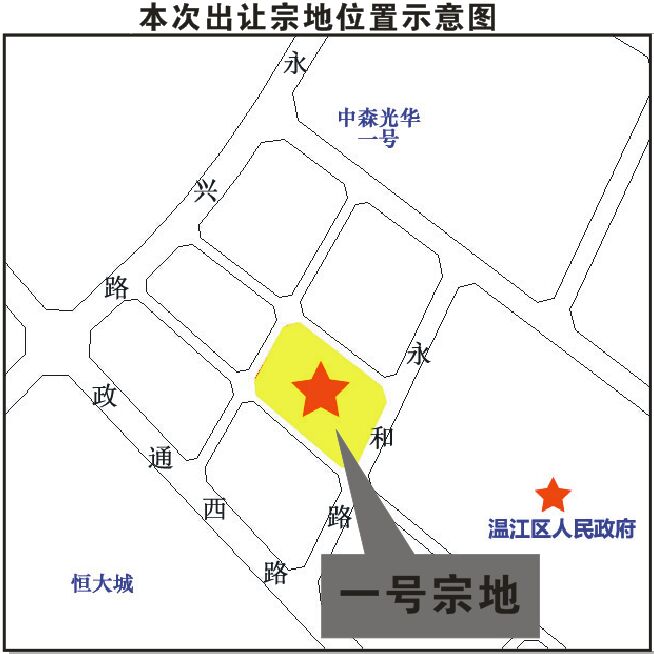 本次出让宗地位置示意图
永兴路
中森光华
一号
永和路
政通西路
温江区人民政府
恒大城
一号宗地